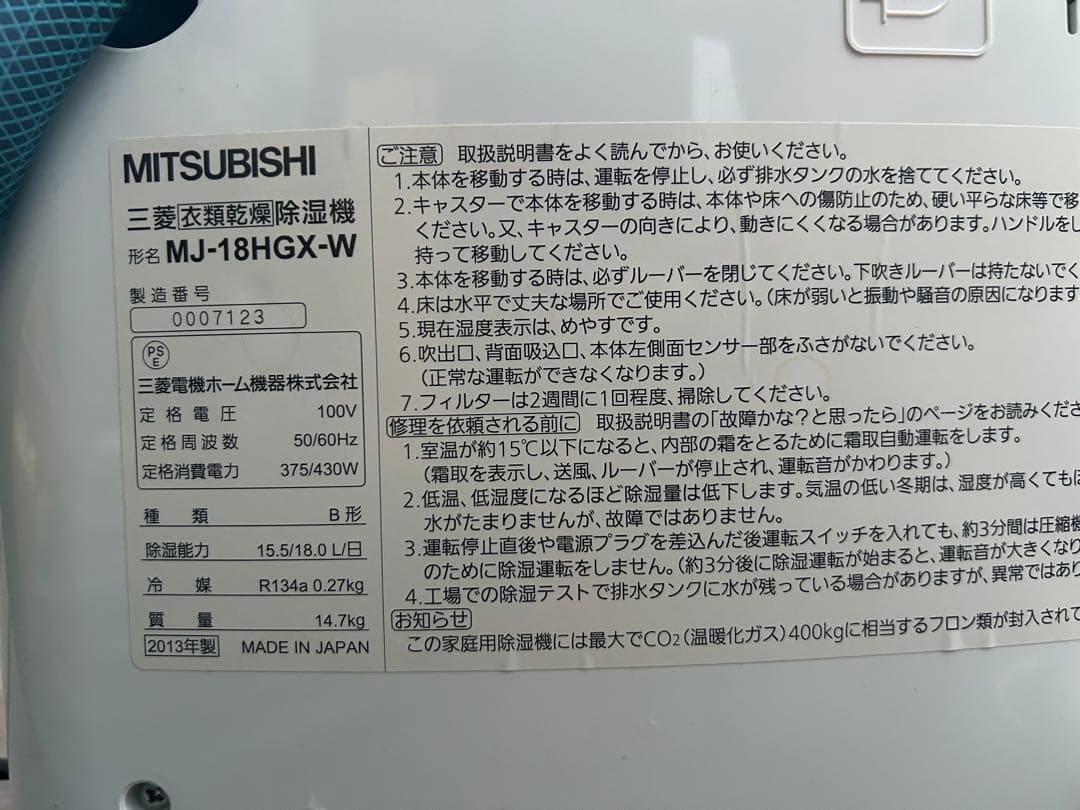 MITSUBISHI
三菱衣類乾燥除湿機
形名 MJ-18HGX-W
製造番号
0007123
PS
E
三菱電機ホーム機器株式会社
定格電圧 100V
定格周波数 50/60Hz
定格消費電力 375/430W
種類 B形
除湿能力 15.5/18.0 L/日
冷媒 R134a 0.27kg
質量 14.7kg
2013年製 MADE IN JAPAN
ご注意 取扱説明書をよく読んでから、お使いください。
1.本体を移動する時は、運転を停止し、必ず排水タンクの水を捨ててください。
2.キャスターで本体を移動する時は、本体や床への傷防止のため、硬い平らな床等で移
ください。又、キャスターの向きにより、動きにくくなる場合があります。ハンドルをし
持って移動してください。
3.本体を移動する時は、必ずルーバーを閉じてください。下吹きルーバーは持たないでく
4.床は水平で丈夫な場所でご使用ください。(床が弱いと振動や騒音の原因になります
5.現在湿度表示は、めやすです。
6.吹出口、背面吸込口、本体左側面センサー部をふさがないでください。
(正常な運転ができなくなります。)
7.フィルターは2週間に1回程度、掃除してください。
修理を依頼される前に 取扱説明書の「故障かな?と思ったら」のページをお読みくださ
1.室温が約15℃以下になると、内部の霜をとるために霜取自動運転をします。
(霜取を表示し、送風、ルーバーが停止され、運転音がかわります。)
2.低温、低湿度になるほど除湿量は低下します。気温の低い冬期は、湿度が高くてもほ
水がたまりませんが、故障ではありません。
3.運転停止直後や電源プラグを差込んだ後運転スイッチを入れても、約3分間は圧縮機
のために除湿運転をしません。(約3分後に除湿運転が始まると、運転音が大きくなり
4.工場での除湿テストで排水タンクに水が残っている場合がありますが、異常ではあり
お知らせ
この家庭用除湿機には最大でCO2(温暖化ガス)400kgに相当するフロン類が封入されて